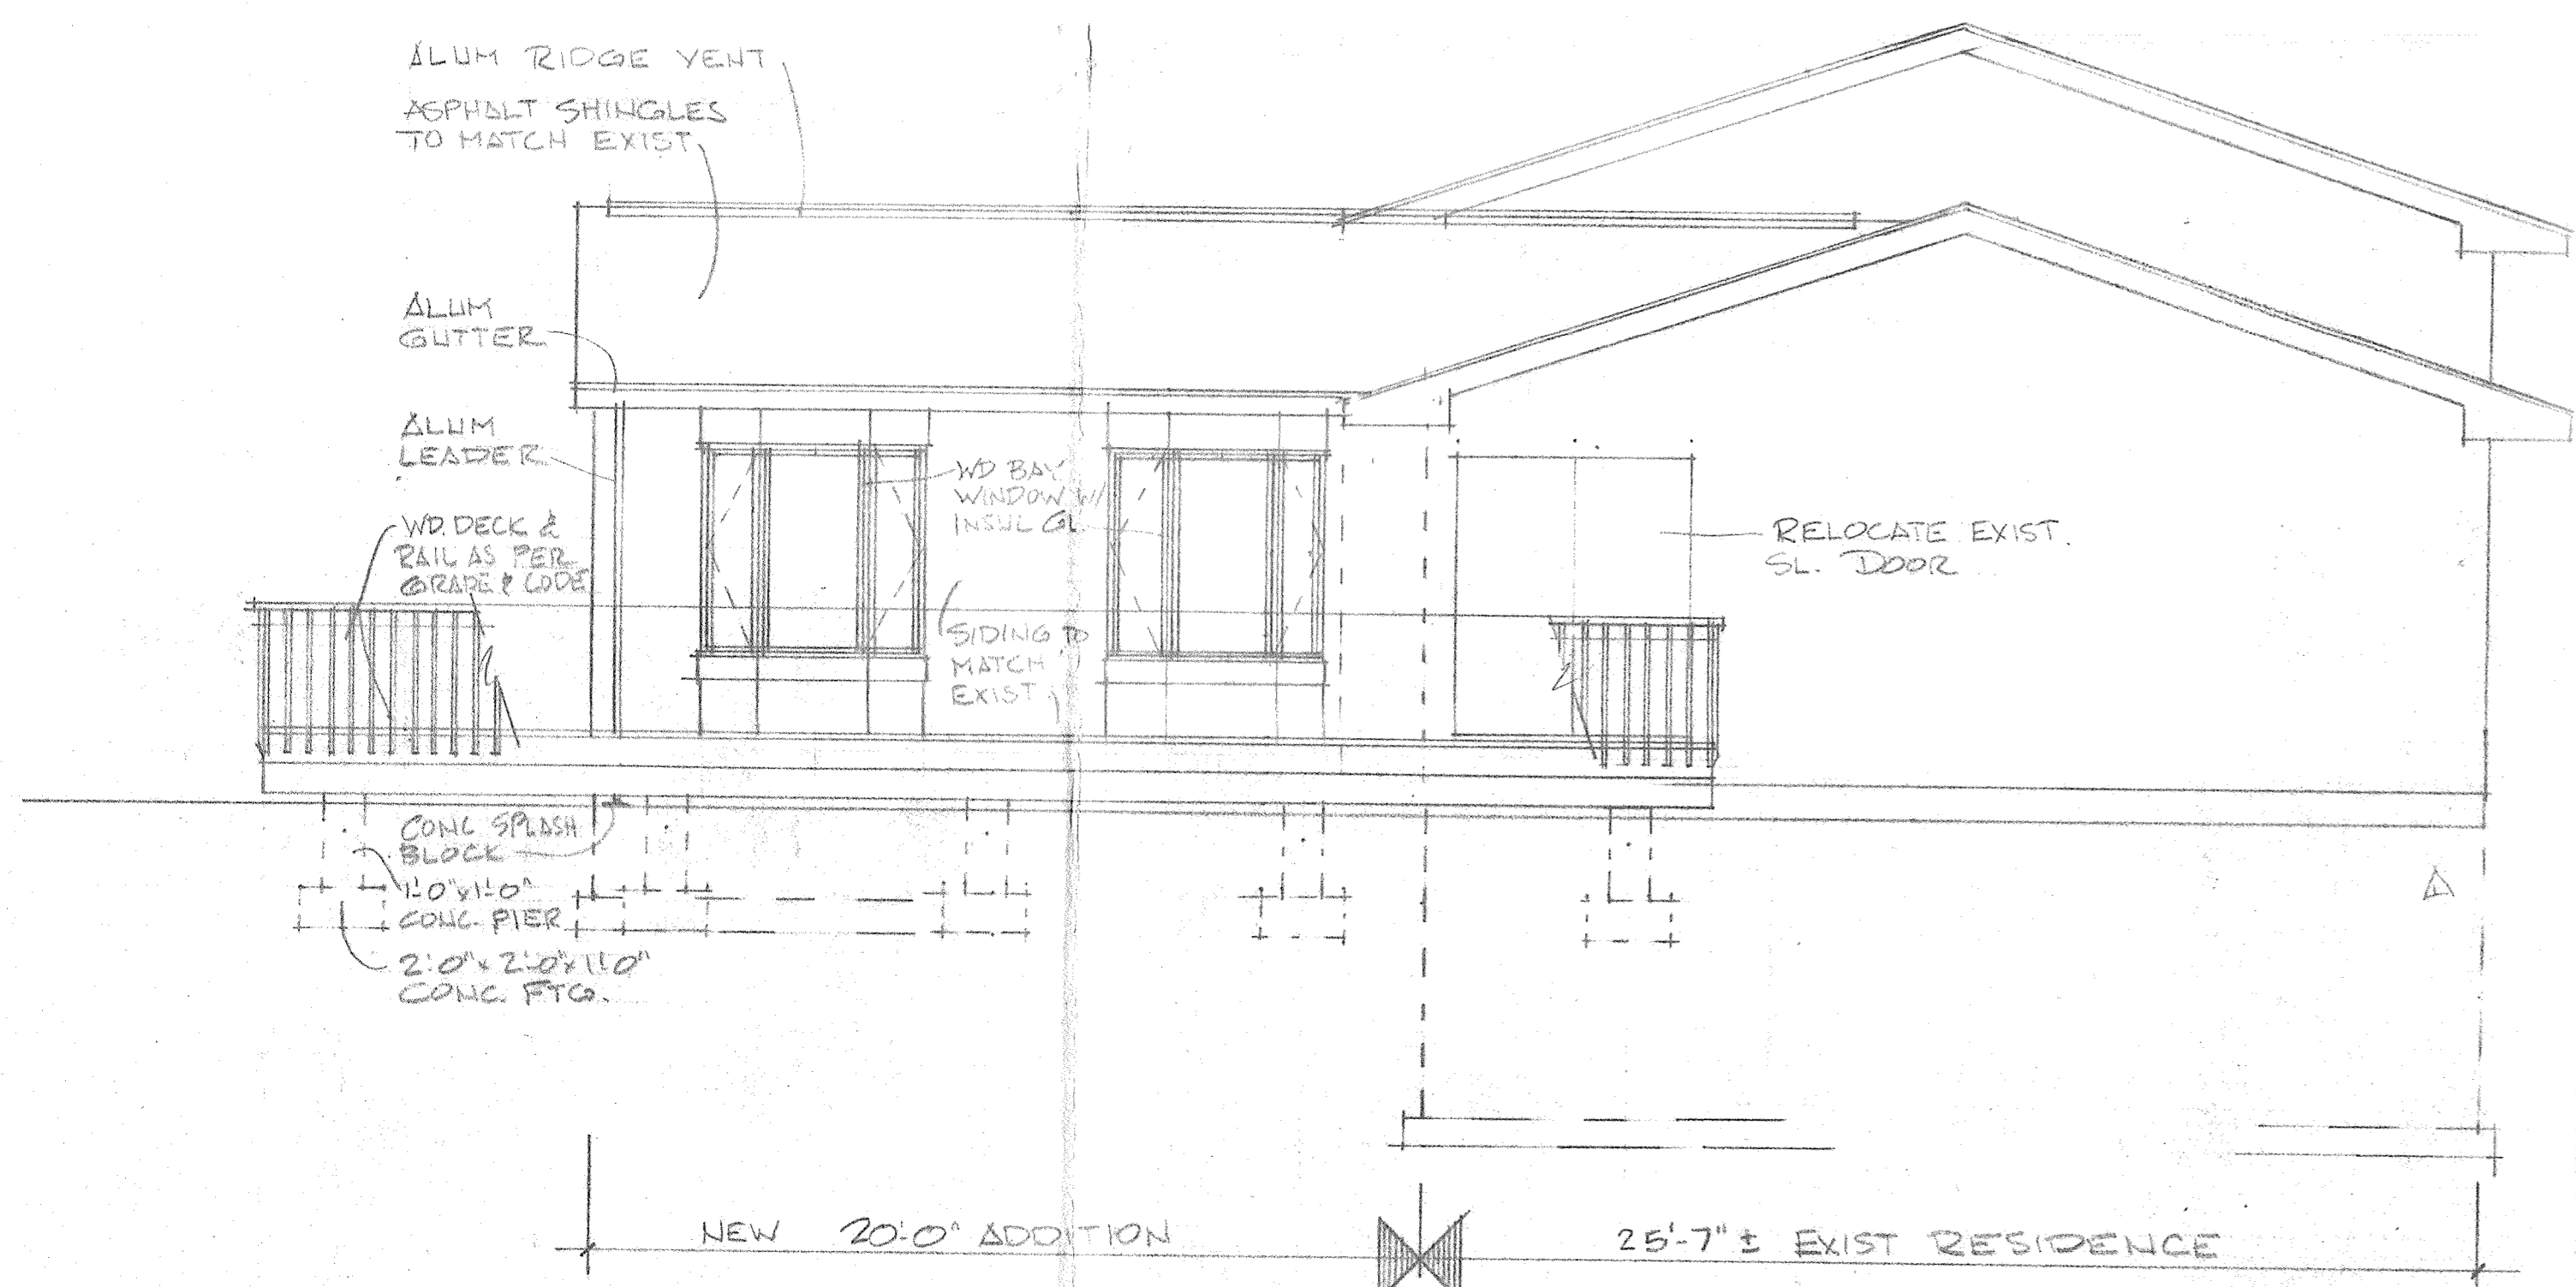 ALUM RIDGE VENT
ASPHALT SHINGLES
TO MATCH EXIST.
ALUM
GUTTER
ALUM
LEADER
WD. DECK &
RAIL AS PER
GRADE & CODE
WD BAY
WINDOW W/
INSUL GL
SIDING TO
MATCH
EXIST.
RELOCATE EXIST.
SL. DOOR
CONC SPLASH
BLOCK
1'-0"x1'-0"
CONC. PIER
2'-0"x2'-0"x1'-0"
CONC. FTG.
NEW 20'-0" ADDITION
25'-7" ± EXIST RESIDENCE